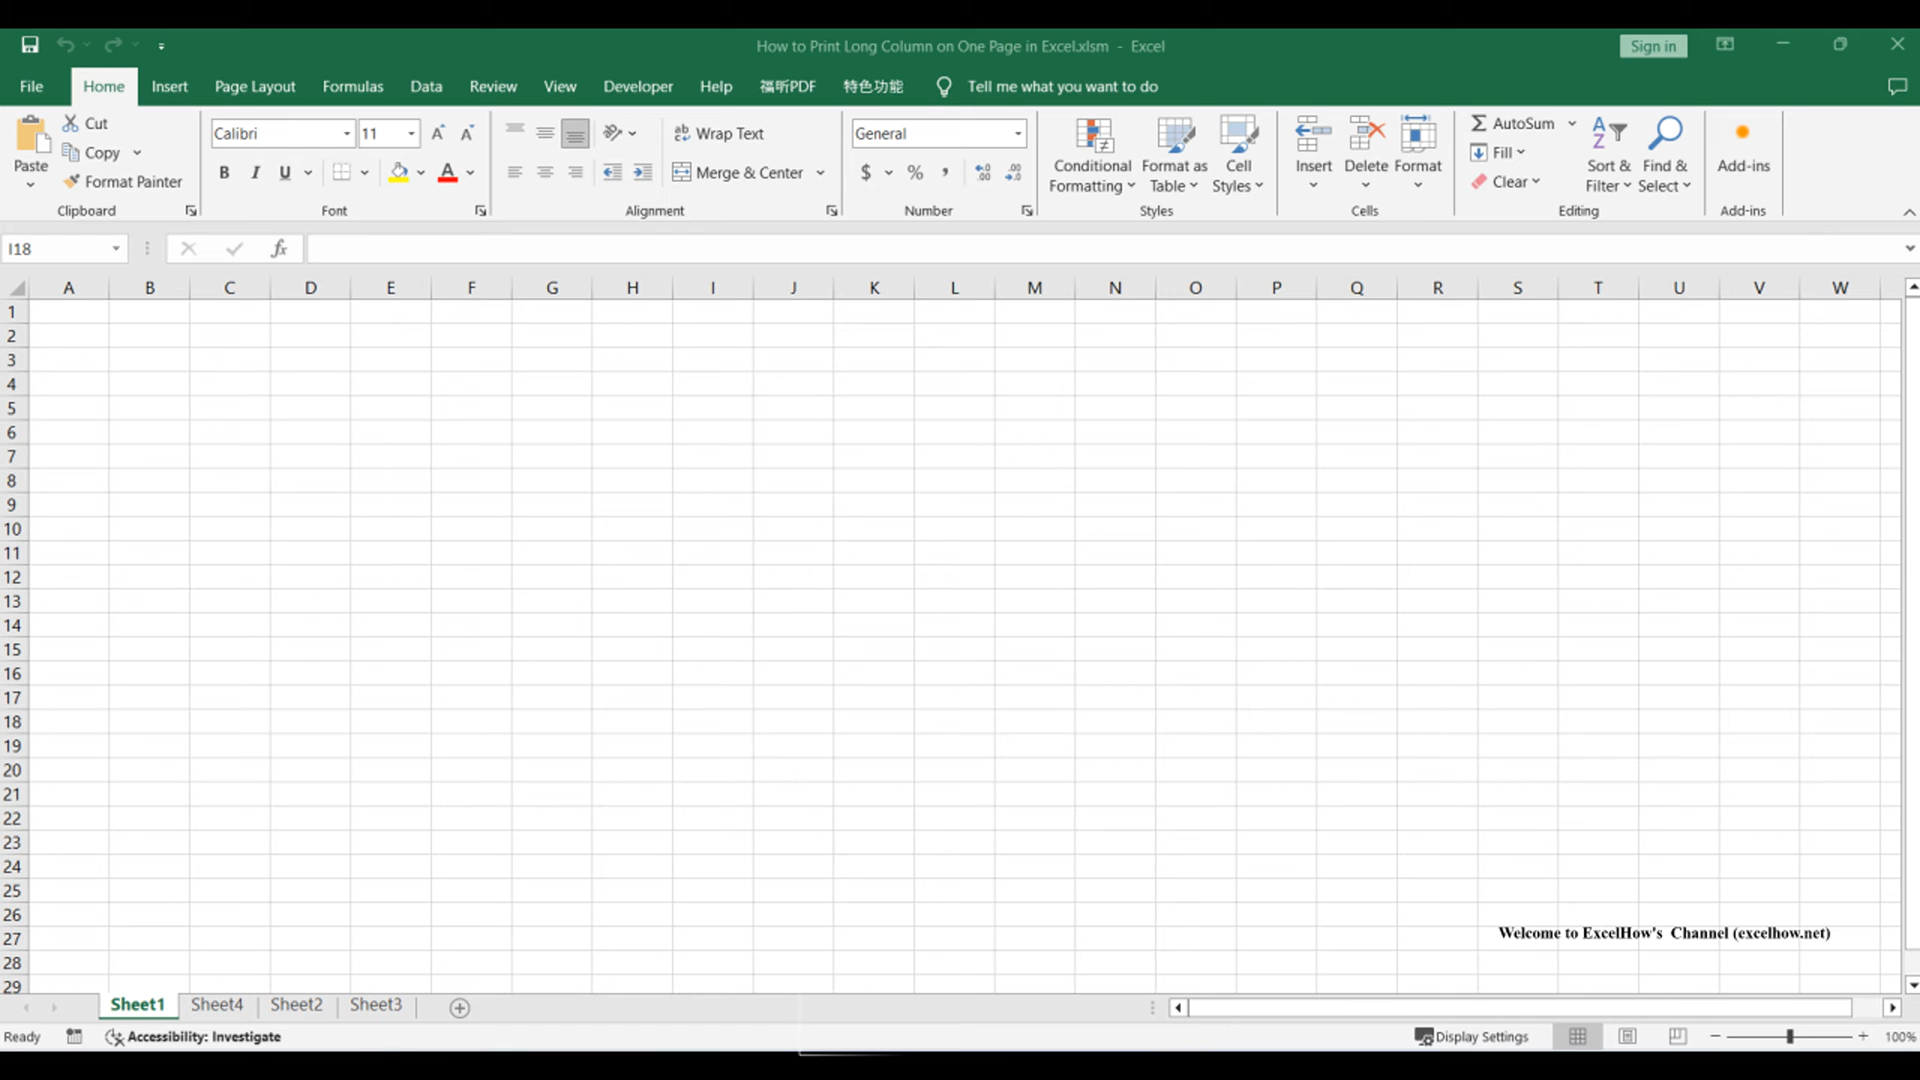 How to Print Long Column on One Page in Excel.xlsm - Excel
Sign in
File Home Insert Page Layout Formulas Data Review View Developer Help 福昕PDF 特色功能 Tell me what you want to do
Cut
Copy
Format Painter
Paste
Clipboard
Calibri 11
B I U A
Font
Wrap Text
Merge & Center
Alignment
General
$ % ,
Number
Conditional Formatting
Format as Table
Cell Styles
Styles
Insert Delete Format
Cells
AutoSum
Fill
Clear
Sort & Filter
Find & Select
Editing
Add-ins
Add-ins
I18 fx
A B C D E F G H I J K L M N O P Q R S T U V W
1
2
3
4
5
6
7
8
9
10
11
12
13
14
15
16
17
18
19
20
21
22
23
24
25
26
27
28
29
Welcome to ExcelHow's Channel (excelhow.net)
Sheet1 Sheet4 Sheet2 Sheet3
Ready Accessibility: Investigate Display Settings 100%